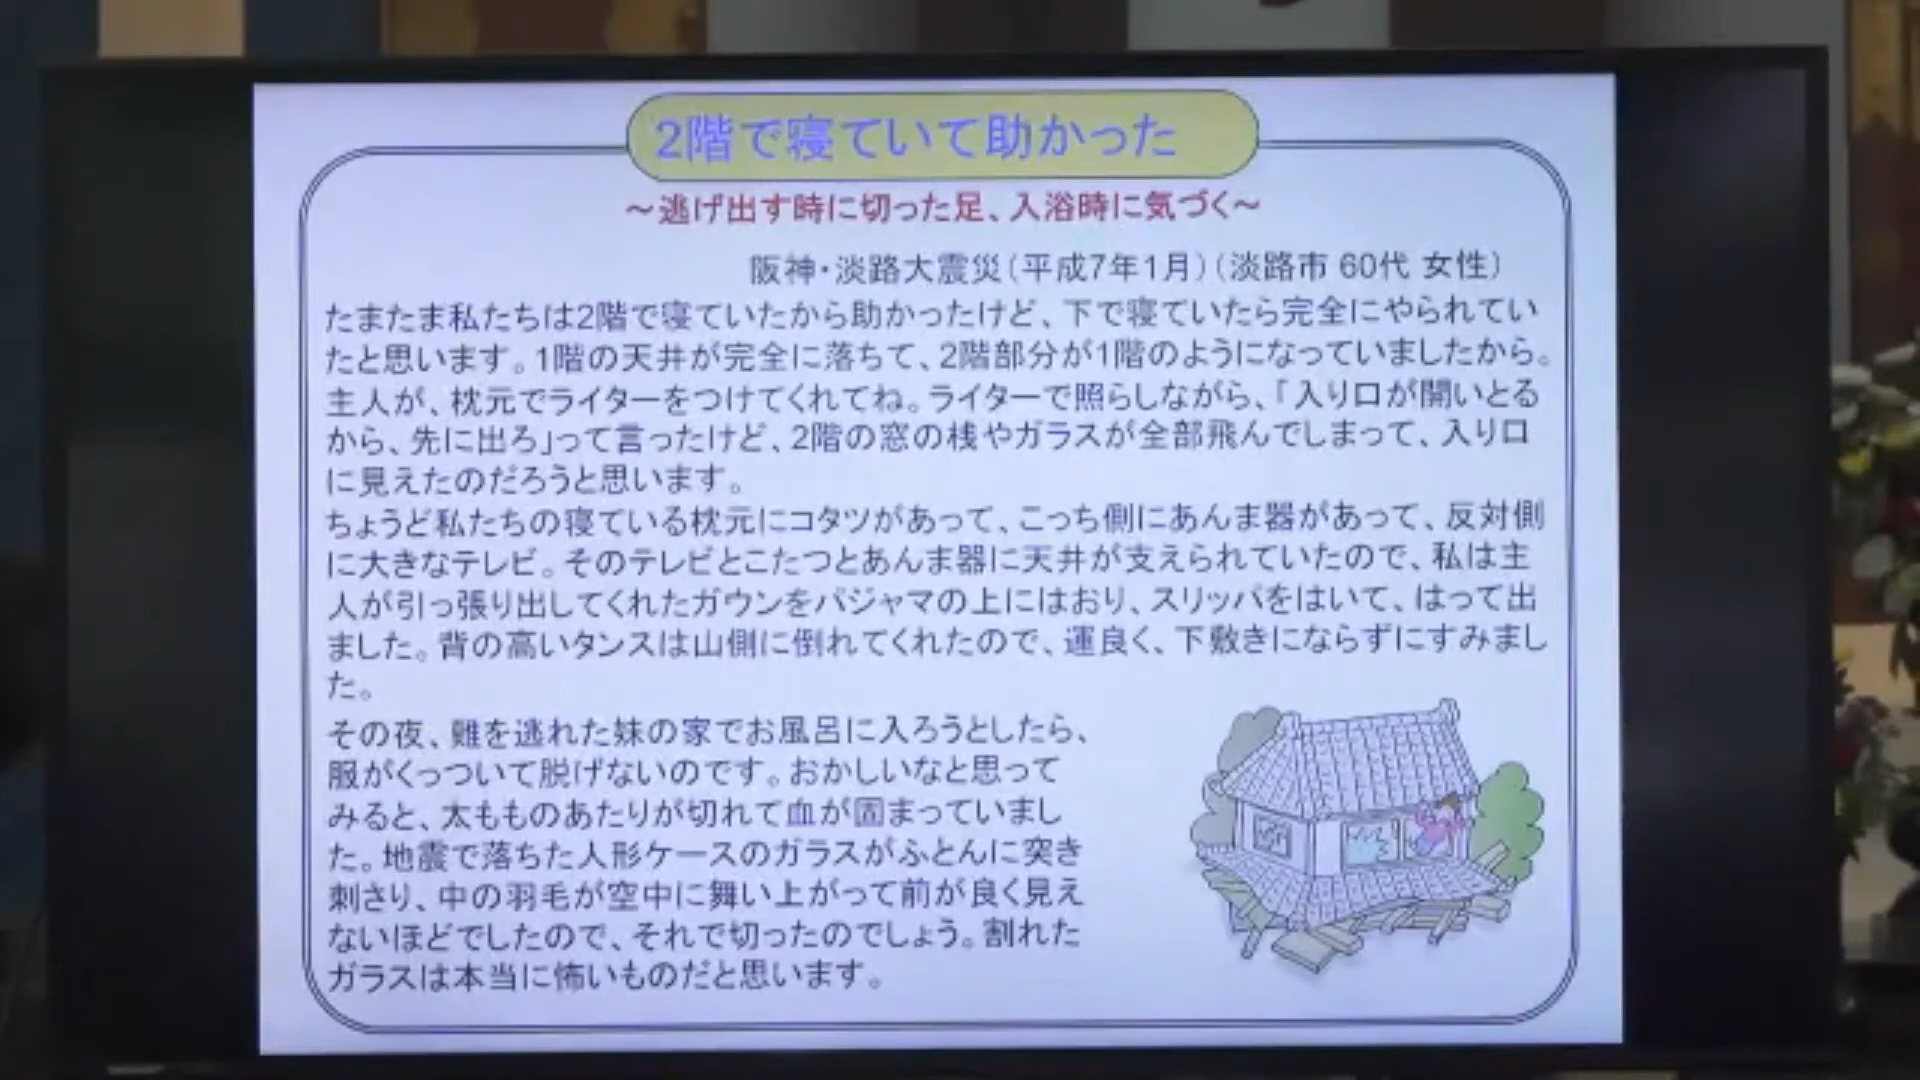 2階で寝ていて助かった
～逃げ出す時に切った足、入浴時に気づく～
阪神・淡路大震災（平成7年1月）（淡路市 60代 女性）
たまたま私たちは2階で寝ていたから助かったけど、下で寝ていたら完全にやられてい
たと思います。1階の天井が完全に落ちて、2階部分が1階のようになっていましたから。
主人が、枕元でライターをつけてくれてね。ライターで照らしながら、「入り口が開いとる
から、先に出ろ」って言ったけど、2階の窓の桟やガラスが全部飛んでしまって、入り口
に見えたのだろうと思います。
ちょうど私たちの寝ている枕元にコタツがあって、こっち側にあんま器があって、反対側
に大きなテレビ。そのテレビとこたつとあんま器に天井が支えられていたので、私は主
人が引っ張り出してくれたガウンをパジャマの上にはおり、スリッパをはいて、はって出
ました。背の高いタンスは山側に倒れてくれたので、運良く、下敷きにならずにすみまし
た。
その夜、難を逃れた妹の家でお風呂に入ろうとしたら、
服がくっついて脱げないのです。おかしいなと思って
みると、太もものあたりが切れて血が固まっていまし
た。地震で落ちた人形ケースのガラスがふとんに突き
刺さり、中の羽毛が空中に舞い上がって前が良く見え
ないほどでしたので、それで切ったのでしょう。割れた
ガラスは本当に怖いものだと思います。